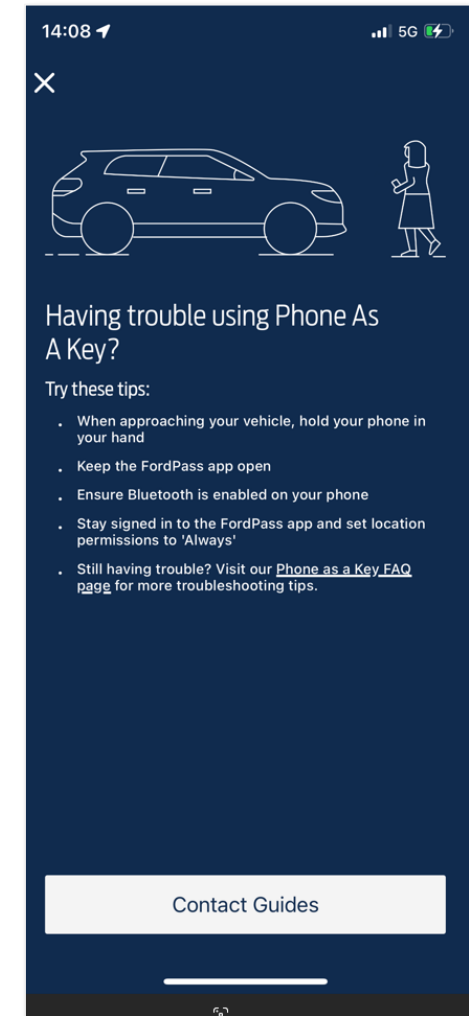 14:08
5G
Having trouble using Phone As
A Key?
Try these tips:
• When approaching your vehicle, hold your phone in
your hand
• Keep the FordPass app open
• Ensure Bluetooth is enabled on your phone
• Stay signed in to the FordPass app and set location
permissions to 'Always'
• Still having trouble? Visit our Phone as a Key FAQ
page for more troubleshooting tips.
Contact Guides